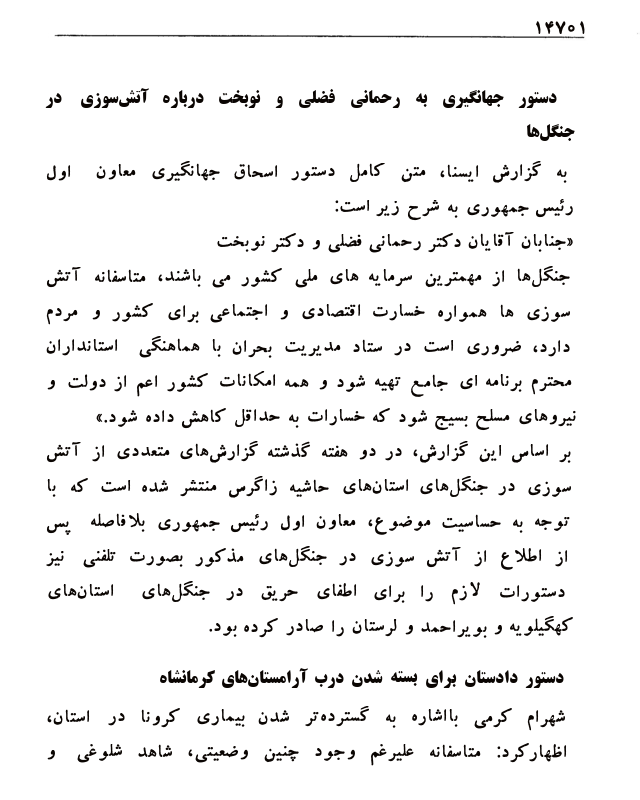 ۱۴۷۰۱
دستور جهانگیری به رحمانی فضلی و نوبخت درباره آتش‌سوزی در
جنگل‌ها
به گزارش ایسنا، متن کامل دستور اسحاق جهانگیری معاون اول
رئیس جمهوری به شرح زیر است:
«جنابان آقایان دکتر رحمانی فضلی و دکتر نوبخت
جنگل‌ها از مهمترین سرمایه های ملی کشور می باشند، متاسفانه آتش
سوزی ها همواره خسارت اقتصادی و اجتماعی برای کشور و مردم
دارد، ضروری است در ستاد مدیریت بحران با هماهنگی استانداران
محترم برنامه ای جامع تهیه شود و همه امکانات کشور اعم از دولت و
نیروهای مسلح بسیج شود که خسارات به حداقل کاهش داده شود.»
بر اساس این گزارش، در دو هفته گذشته گزارش‌های متعددی از آتش
سوزی در جنگل‌های استان‌های حاشیه زاگرس منتشر شده است که با
توجه به حساسیت موضوع، معاون اول رئیس جمهوری بلافاصله پس
از اطلاع از آتش سوزی در جنگل‌های مذکور بصورت تلفنی نیز
دستورات لازم را برای اطفای حریق در جنگل‌های استان‌های
کهگیلویه و بویراحمد و لرستان را صادر کرده بود.
دستور دادستان برای بسته شدن درب آرامستان‌های کرمانشاه
شهرام کرمی بااشاره به گسترده‌تر شدن بیماری کرونا در استان،
اظهارکرد: متاسفانه علیرغم وجود چنین وضعیتی، شاهد شلوغی و